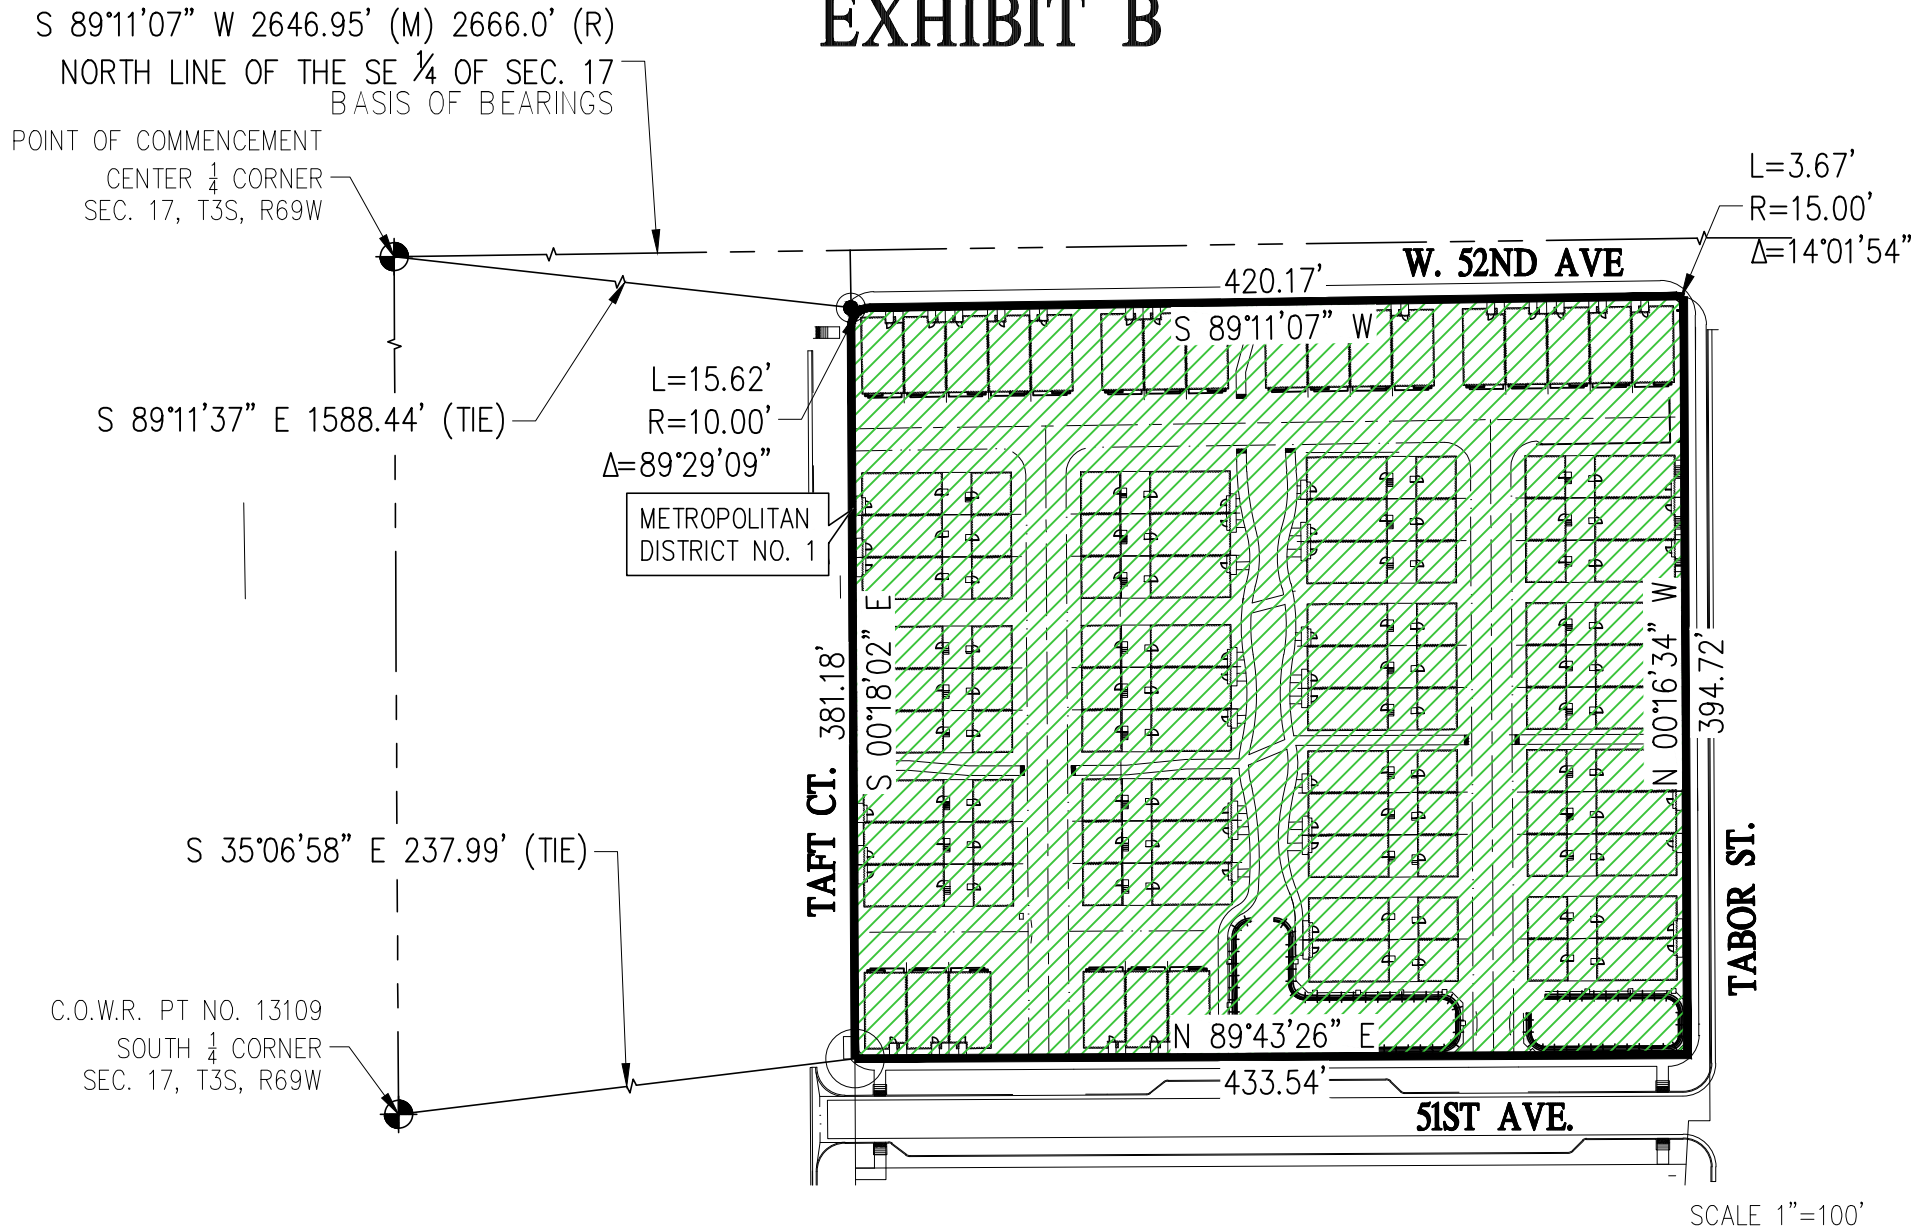 EXHIBIT B
S 89°11'07" W 2646.95' (M) 2666.0' (R)
NORTH LINE OF THE SE 1/4 OF SEC. 17
BASIS OF BEARINGS
POINT OF COMMENCEMENT
CENTER 1/4 CORNER
SEC. 17, T3S, R69W
L=3.67'
R=15.00'
Δ=14°01'54"
W. 52ND AVE
420.17'
S 89°11'07" W
L=15.62'
R=10.00'
Δ=89°29'09"
S 89°11'37" E 1588.44' (TIE)
METROPOLITAN
DISTRICT NO. 1
381.18'
S 00°18'02" E
TAFT CT.
N 00°16'34" W
394.72'
TABOR ST.
S 35°06'58" E 237.99' (TIE)
C.O.W.R. PT NO. 13109
SOUTH 1/4 CORNER
SEC. 17, T3S, R69W
N 89°43'26" E
433.54'
51ST AVE.
SCALE 1"=100'